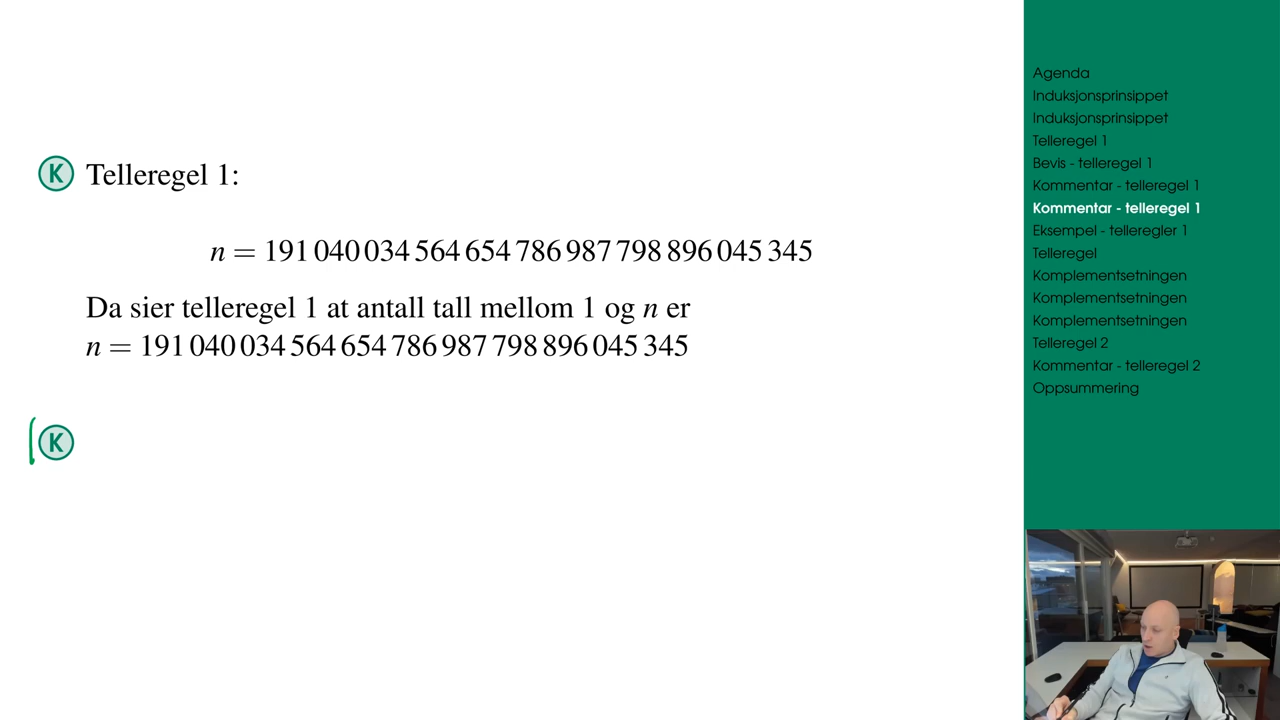 K Telleregel 1:
n = 191 040 034 564 654 786 987 798 896 045 345
Da sier telleregel 1 at antall tall mellom 1 og n er
n = 191 040 034 564 654 786 987 798 896 045 345
K
Agenda
Induksjonsprinsippet
Induksjonsprinsippet
Telleregel 1
Bevis - telleregel 1
Kommentar - telleregel 1
Kommentar - telleregel 1
Eksempel - telleregler 1
Telleregel
Komplementsetningen
Komplementsetningen
Komplementsetningen
Telleregel 2
Kommentar - telleregel 2
Oppsummering